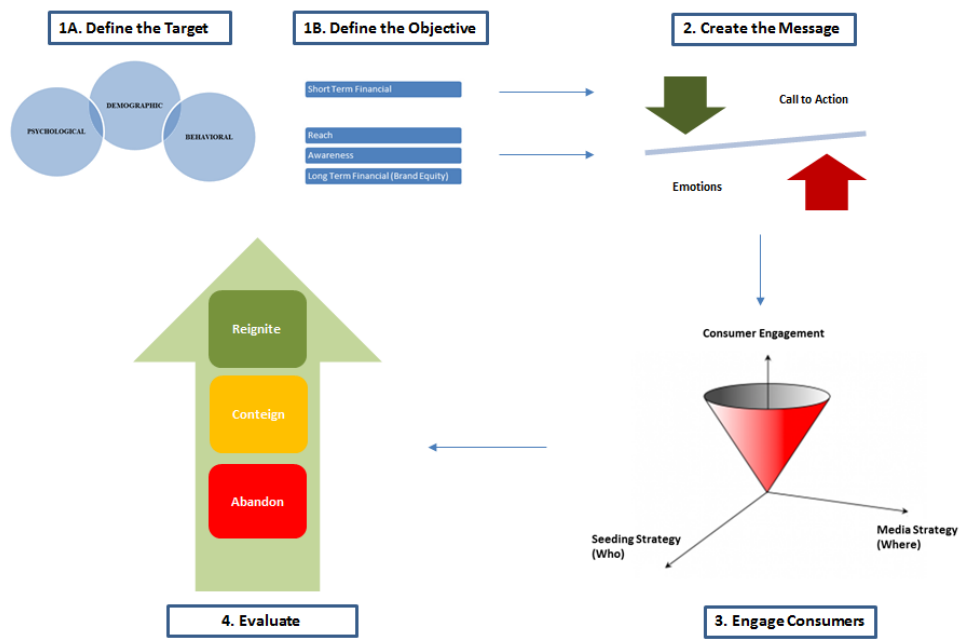 1A. Define the Target
1B. Define the Objective
2. Create the Message
PSYCHOLOGICAL
DEMOGRAPHIC
BEHAVIORAL
Short Term Financial
Reach
Awareness
Long Term Financial (Brand Equity)
Call to Action
Emotions
Reignite
Conteign
Abandon
Consumer Engagement
Seeding Strategy
(Who)
Media Strategy
(Where)
4. Evaluate
3. Engage Consumers